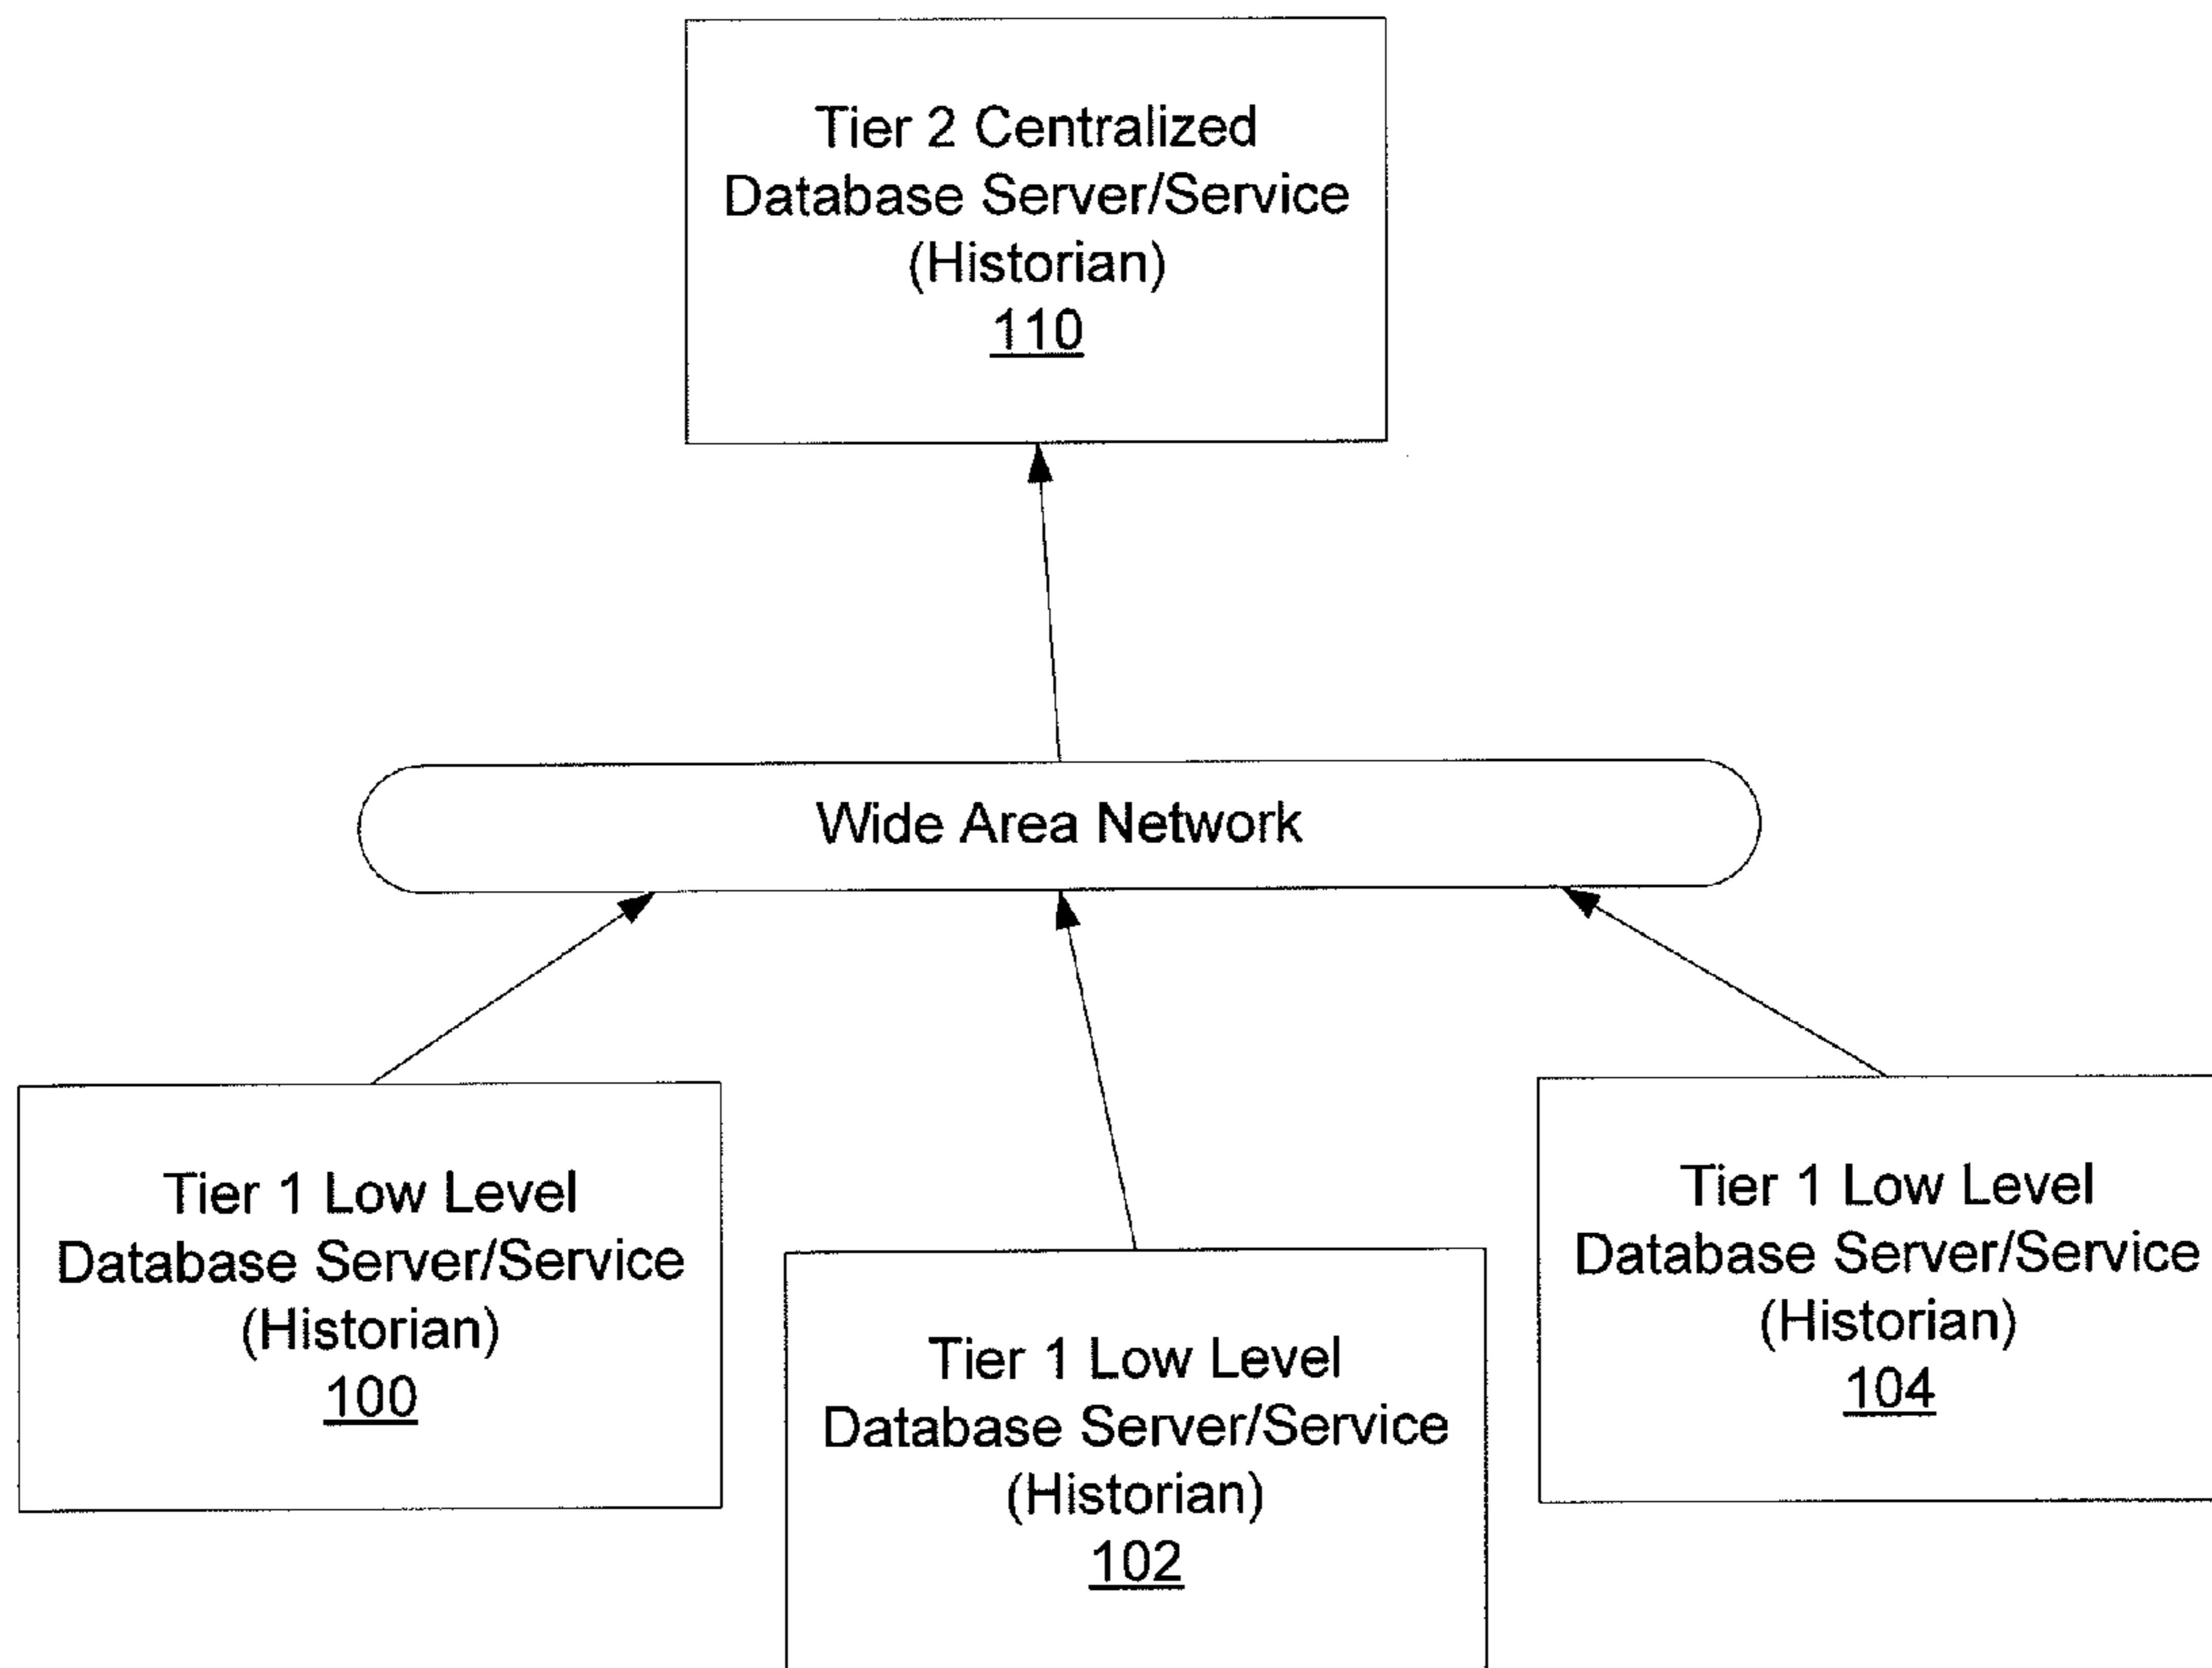 Tier 2 Centralized
Database Server/Service
(Historian)
110
Wide Area Network
Tier 1 Low Level
Database Server/Service
(Historian)
100
Tier 1 Low Level
Database Server/Service
(Historian)
102
Tier 1 Low Level
Database Server/Service
(Historian)
104